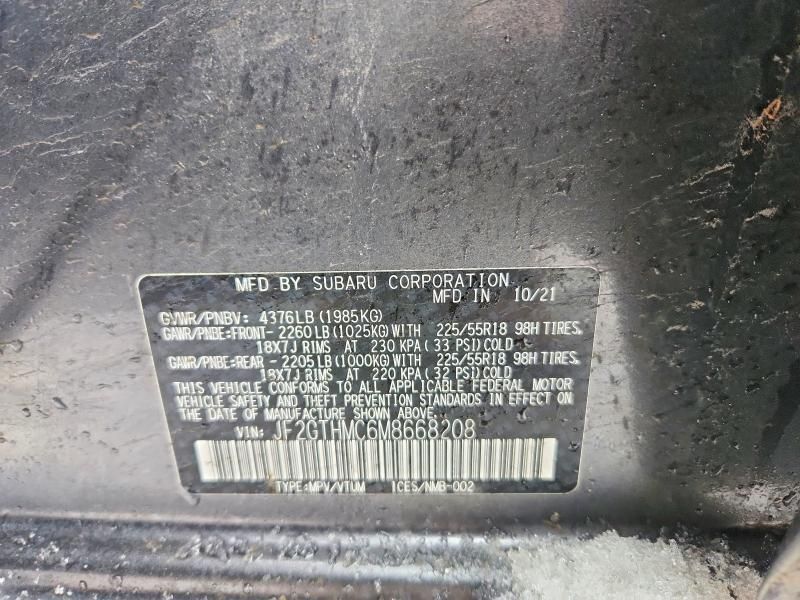 MFD BY SUBARU CORPORATION
MFD IN 10/21
GVWR/PNBV: 4376LB (1985KG)
GAWR/PNBE:FRONT- 2260LB (1025KG) WITH 225/55R18 98H TIRES,
18X7J RIMS AT 230 KPA ( 33 PSI) COLD
GAWR/PNBE:REAR - 2205LB (1000KG) WITH 225/55R18 98H TIRES,
18X7J RIMS AT 220 KPA ( 32 PSI) COLD
THIS VEHICLE CONFORMS TO ALL APPLICABLE FEDERAL MOTOR
VEHICLE SAFETY AND THEFT PREVENTION STANDARDS IN EFFECT ON
THE DATE OF MANUFACTURE SHOWN ABOVE.
VIN: JF2GTHMC6M8668208
TYPE:MPV/VTUM ICES/NMB-002